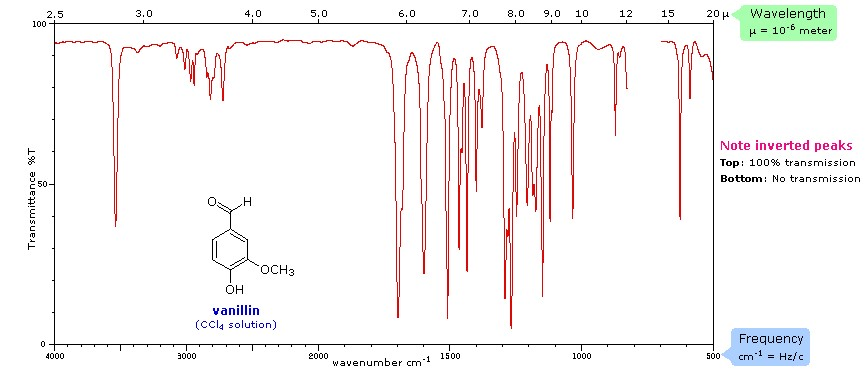 2.5 3.0 4.0 5.0 6.0 7.0 8.0 9.0 10 12 15 20 μ
Wavelength
μ = 10⁻⁶ meter
100
50
0
Transmittance %T
Note inverted peaks
Top: 100% transmission
Bottom: No transmission
O
H
OCH₃
OH
vanillin
(CCl₄ solution)
4000 3000 2000 1500 1000 500
wavenumber cm⁻¹
Frequency
cm⁻¹ = Hz/c